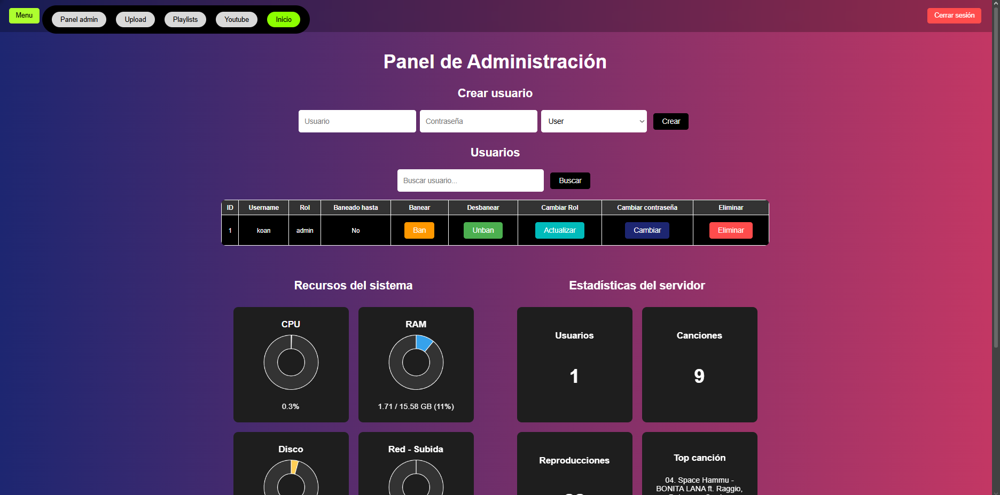 Menu
Panel admin
Upload
Playlists
Youtube
Inicio
Cerrar sesión
Panel de Administración
Crear usuario
Usuario
Contraseña
User
Crear
Usuarios
Buscar usuario...
Buscar
ID Username Rol Baneado hasta Banear Desbanear Cambiar Rol Cambiar contraseña Eliminar
1 koan admin No Ban Unban Actualizar Cambiar Eliminar
Recursos del sistema
CPU
0.3%
RAM
1.71 / 15.58 GB (11%)
Disco
Red - Subida
Estadísticas del servidor
Usuarios
1
Canciones
9
Reproducciones
Top canción
04. Space Hammu -
BONITA LANA ft. Raggio,